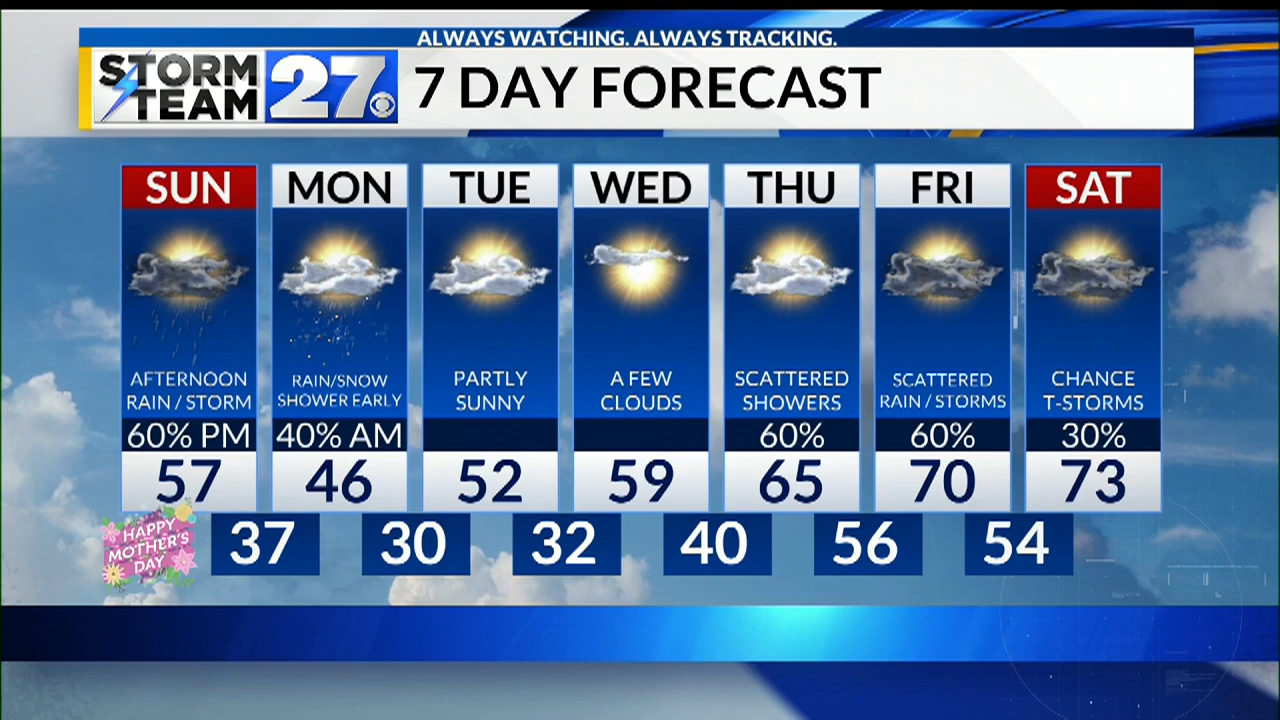 ALWAYS WATCHING. ALWAYS TRACKING.
STORM
TEAM
27
7 DAY FORECAST
SUN
MON
TUE
WED
THU
FRI
SAT
AFTERNOON
RAIN / STORM
RAIN/SNOW
SHOWER EARLY
PARTLY
SUNNY
A FEW
CLOUDS
SCATTERED
SHOWERS
SCATTERED
RAIN / STORMS
CHANCE
T-STORMS
60% PM
40% AM
60%
60%
30%
57
46
52
59
65
70
73
HAPPY
MOTHER'S
DAY
37
30
32
40
56
54